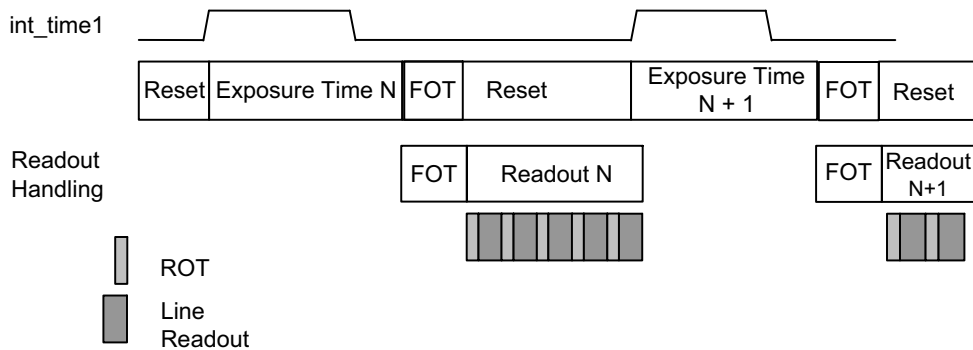 int_time1
Reset Exposure Time N FOT Reset Exposure Time N + 1 FOT Reset
Readout Handling
FOT Readout N FOT Readout N+1
ROT
Line Readout